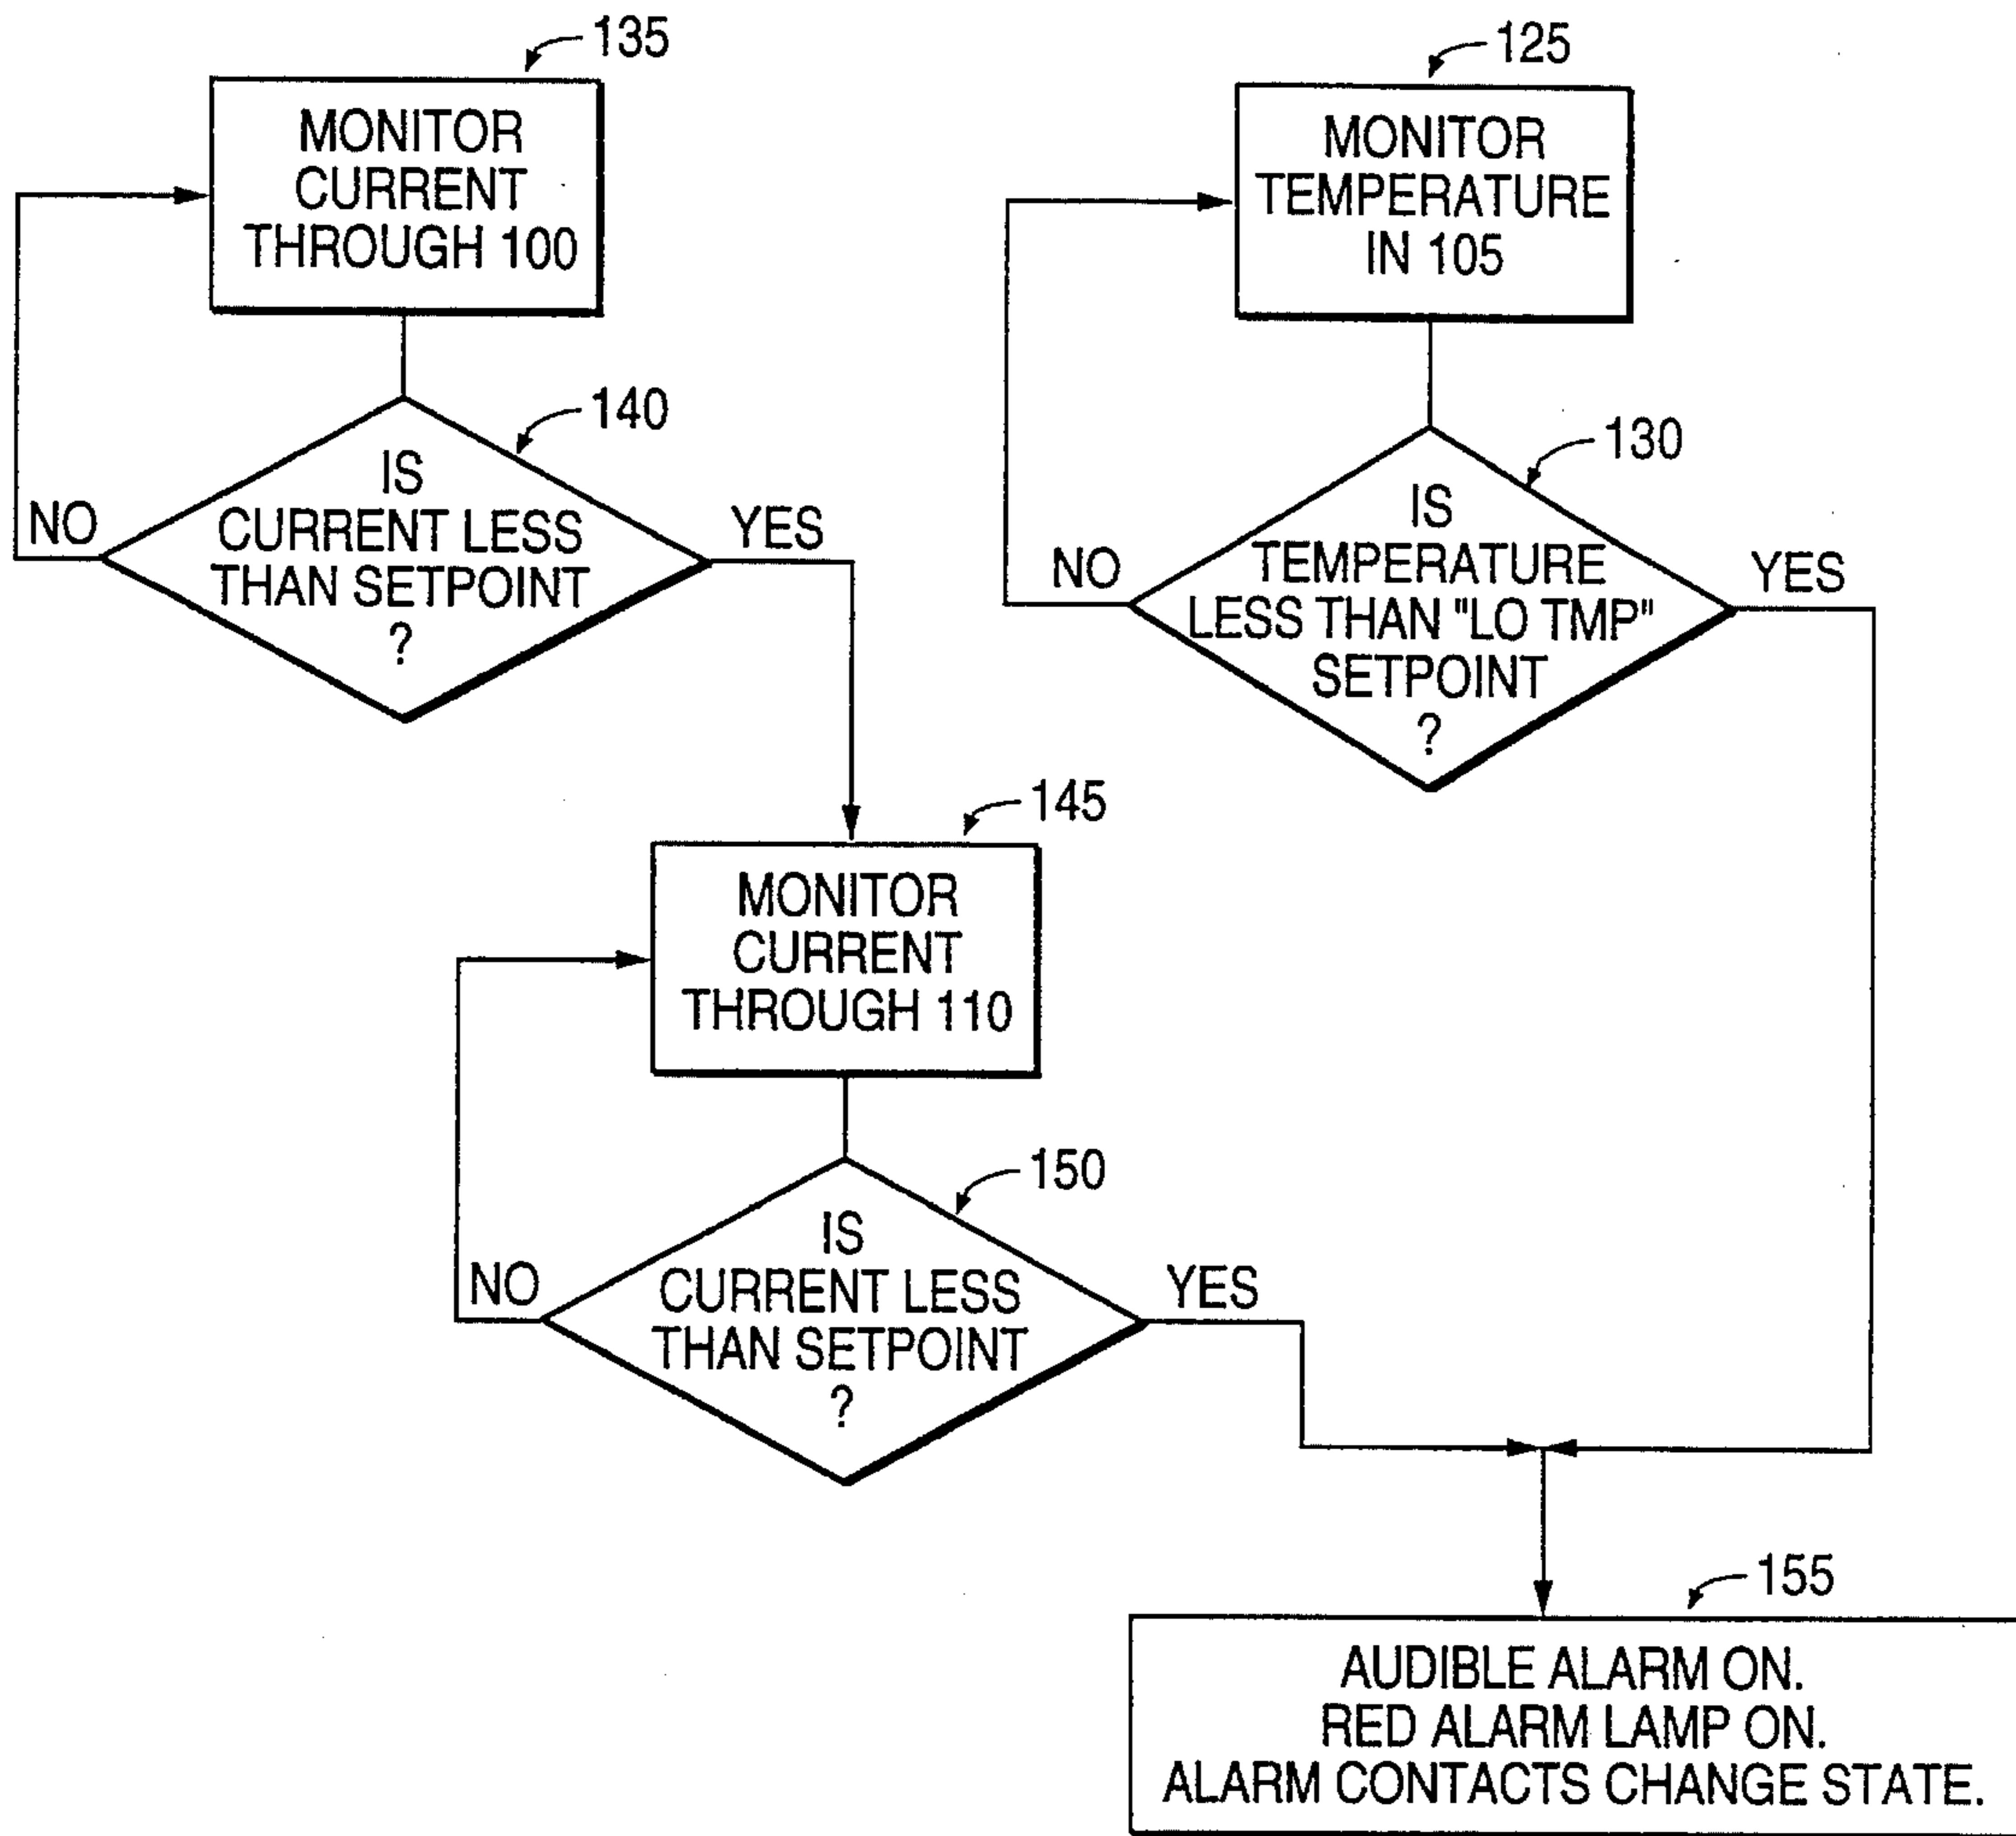 135
MONITOR
CURRENT
THROUGH 100
140
IS
CURRENT LESS
THAN SETPOINT
?
NO
YES
125
MONITOR
TEMPERATURE
IN 105
130
IS
TEMPERATURE
LESS THAN "LO TMP"
SETPOINT
?
NO
YES
145
MONITOR
CURRENT
THROUGH 110
150
IS
CURRENT LESS
THAN SETPOINT
?
NO
YES
155
AUDIBLE ALARM ON.
RED ALARM LAMP ON.
ALARM CONTACTS CHANGE STATE.